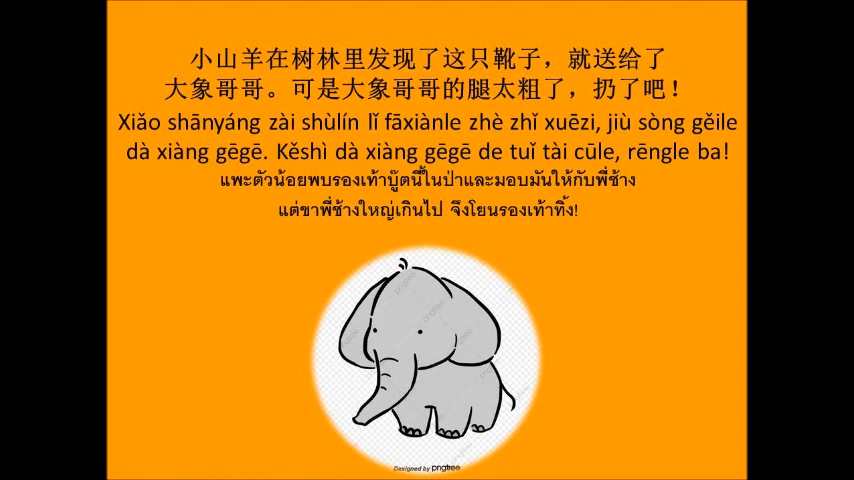 小山羊在树林里发现了这只靴子，就送给了
大象哥哥。可是大象哥哥的腿太粗了，扔了吧！
Xiǎo shānyáng zài shùlín lǐ fāxiànle zhè zhǐ xuēzi, jiù sòng gěile
dà xiàng gēgē. Kěshì dà xiàng gēgē de tuǐ tài cūle, rēngle ba!
แพะตัวน้อยพบรองเท้าบู๊ตนี้ในป่าและมอบมันให้กับพี่ช้าง
แต่ขาพี่ช้างใหญ่เกินไป จึงโยนรองเท้าทิ้ง!
Designed by pngtree